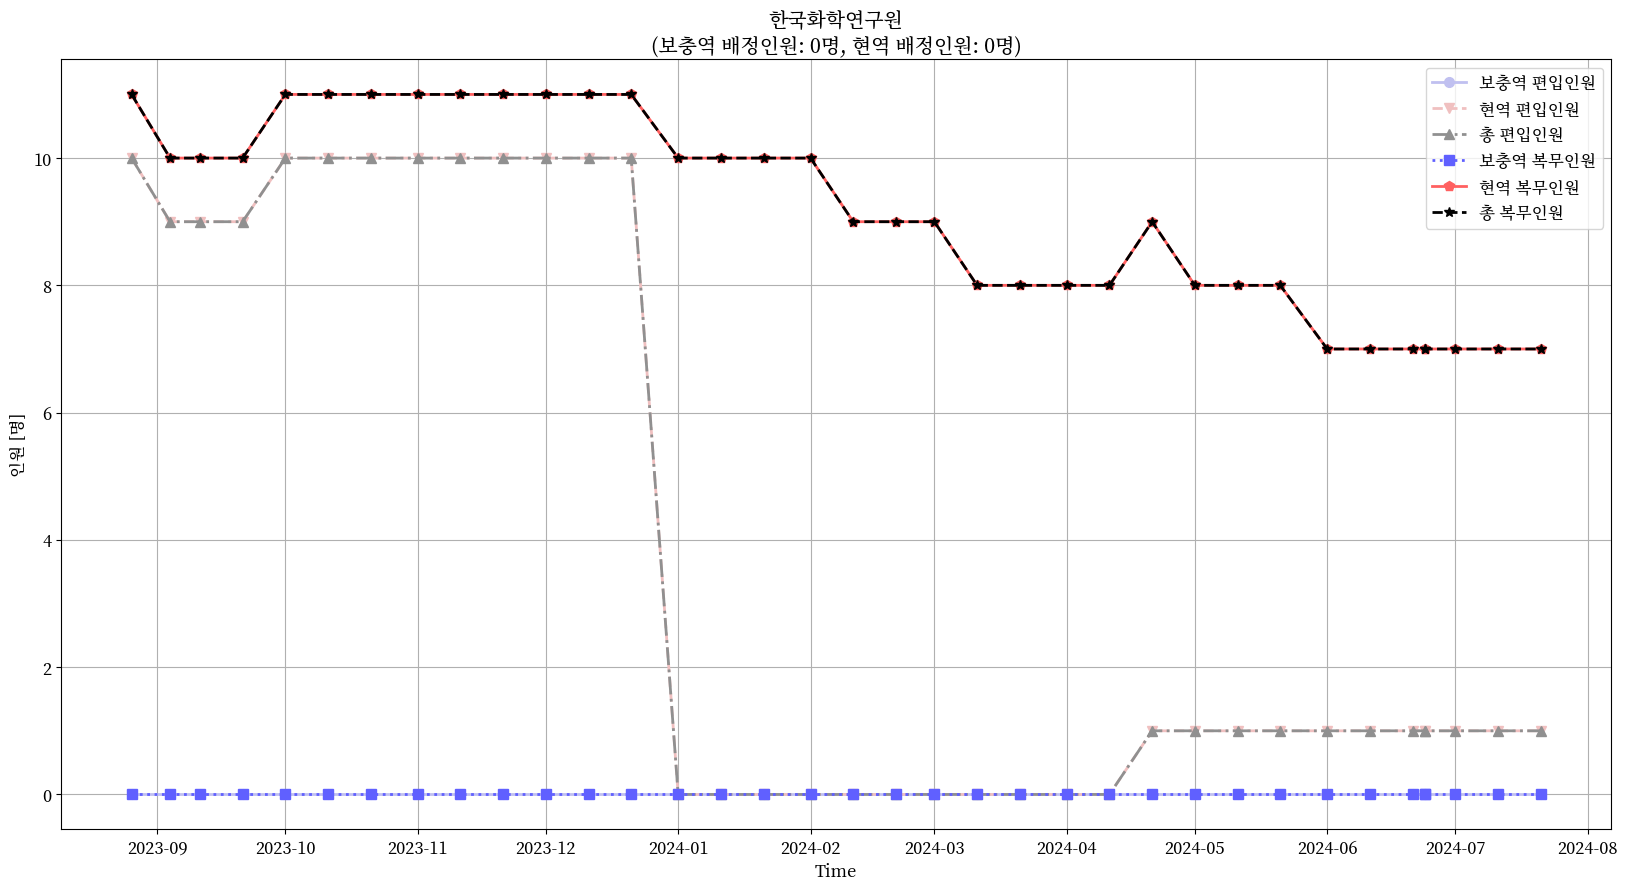 한국화학연구원
(보충역 배정인원: 0명, 현역 배정인원: 0명)
보충역 편입인원
현역 편입인원
총 편입인원
보충역 복무인원
현역 복무인원
총 복무인원
인원 [명]
10
8
6
4
2
0
2023-09
2023-10
2023-11
2023-12
2024-01
2024-02
2024-03
2024-04
2024-05
2024-06
2024-07
2024-08
Time